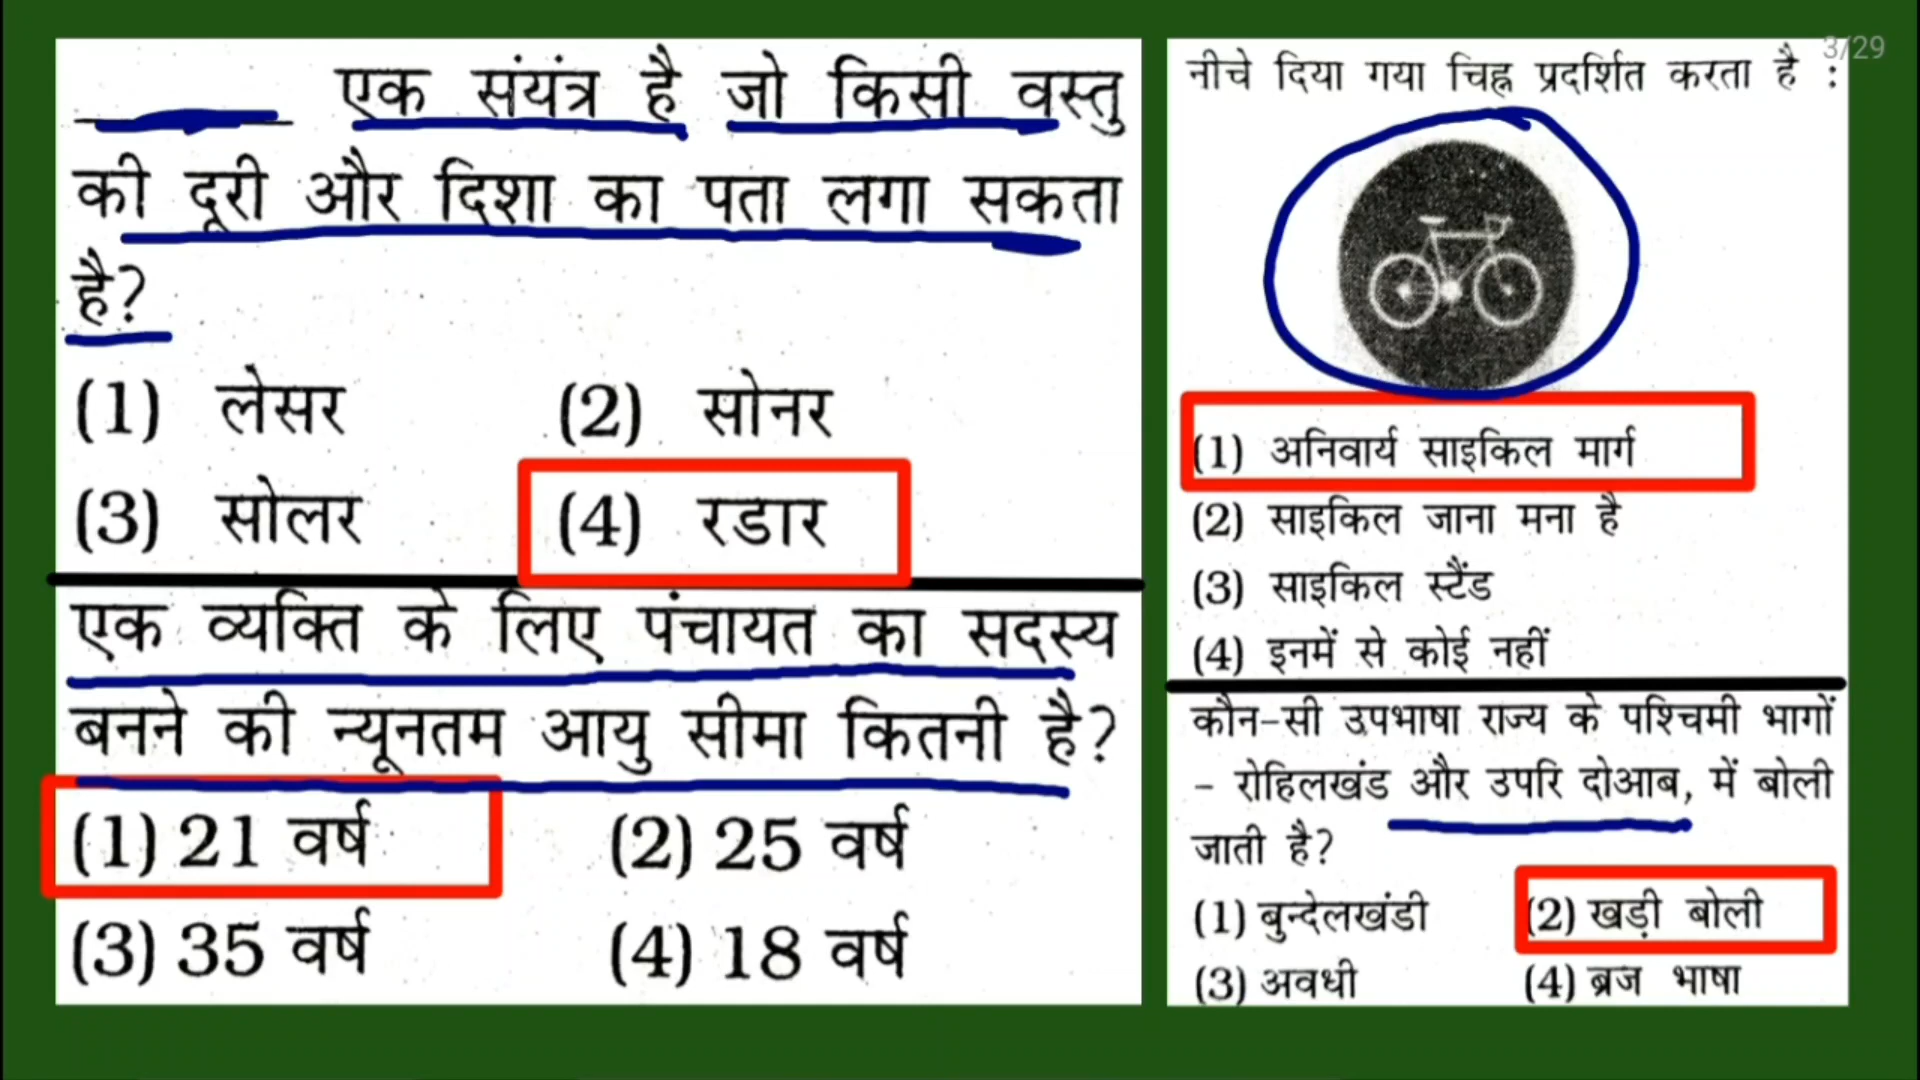 _______ एक संयंत्र है जो किसी वस्तु
की दूरी और दिशा का पता लगा सकता
है?
(1) लेसर (2) सोनर
(3) सोलर (4) रडार
एक व्यक्ति के लिए पंचायत का सदस्य
बनने की न्यूनतम आयु सीमा कितनी है?
(1) 21 वर्ष (2) 25 वर्ष
(3) 35 वर्ष (4) 18 वर्ष
3/29
नीचे दिया गया चिह्न प्रदर्शित करता है :
(1) अनिवार्य साइकिल मार्ग
(2) साइकिल जाना मना है
(3) साइकिल स्टैंड
(4) इनमें से कोई नहीं
कौन-सी उपभाषा राज्य के पश्चिमी भागों
- रोहिलखंड और उपरि दोआब, में बोली
जाती है?
(1) बुन्देलखंडी (2) खड़ी बोली
(3) अवधी (4) ब्रज भाषा